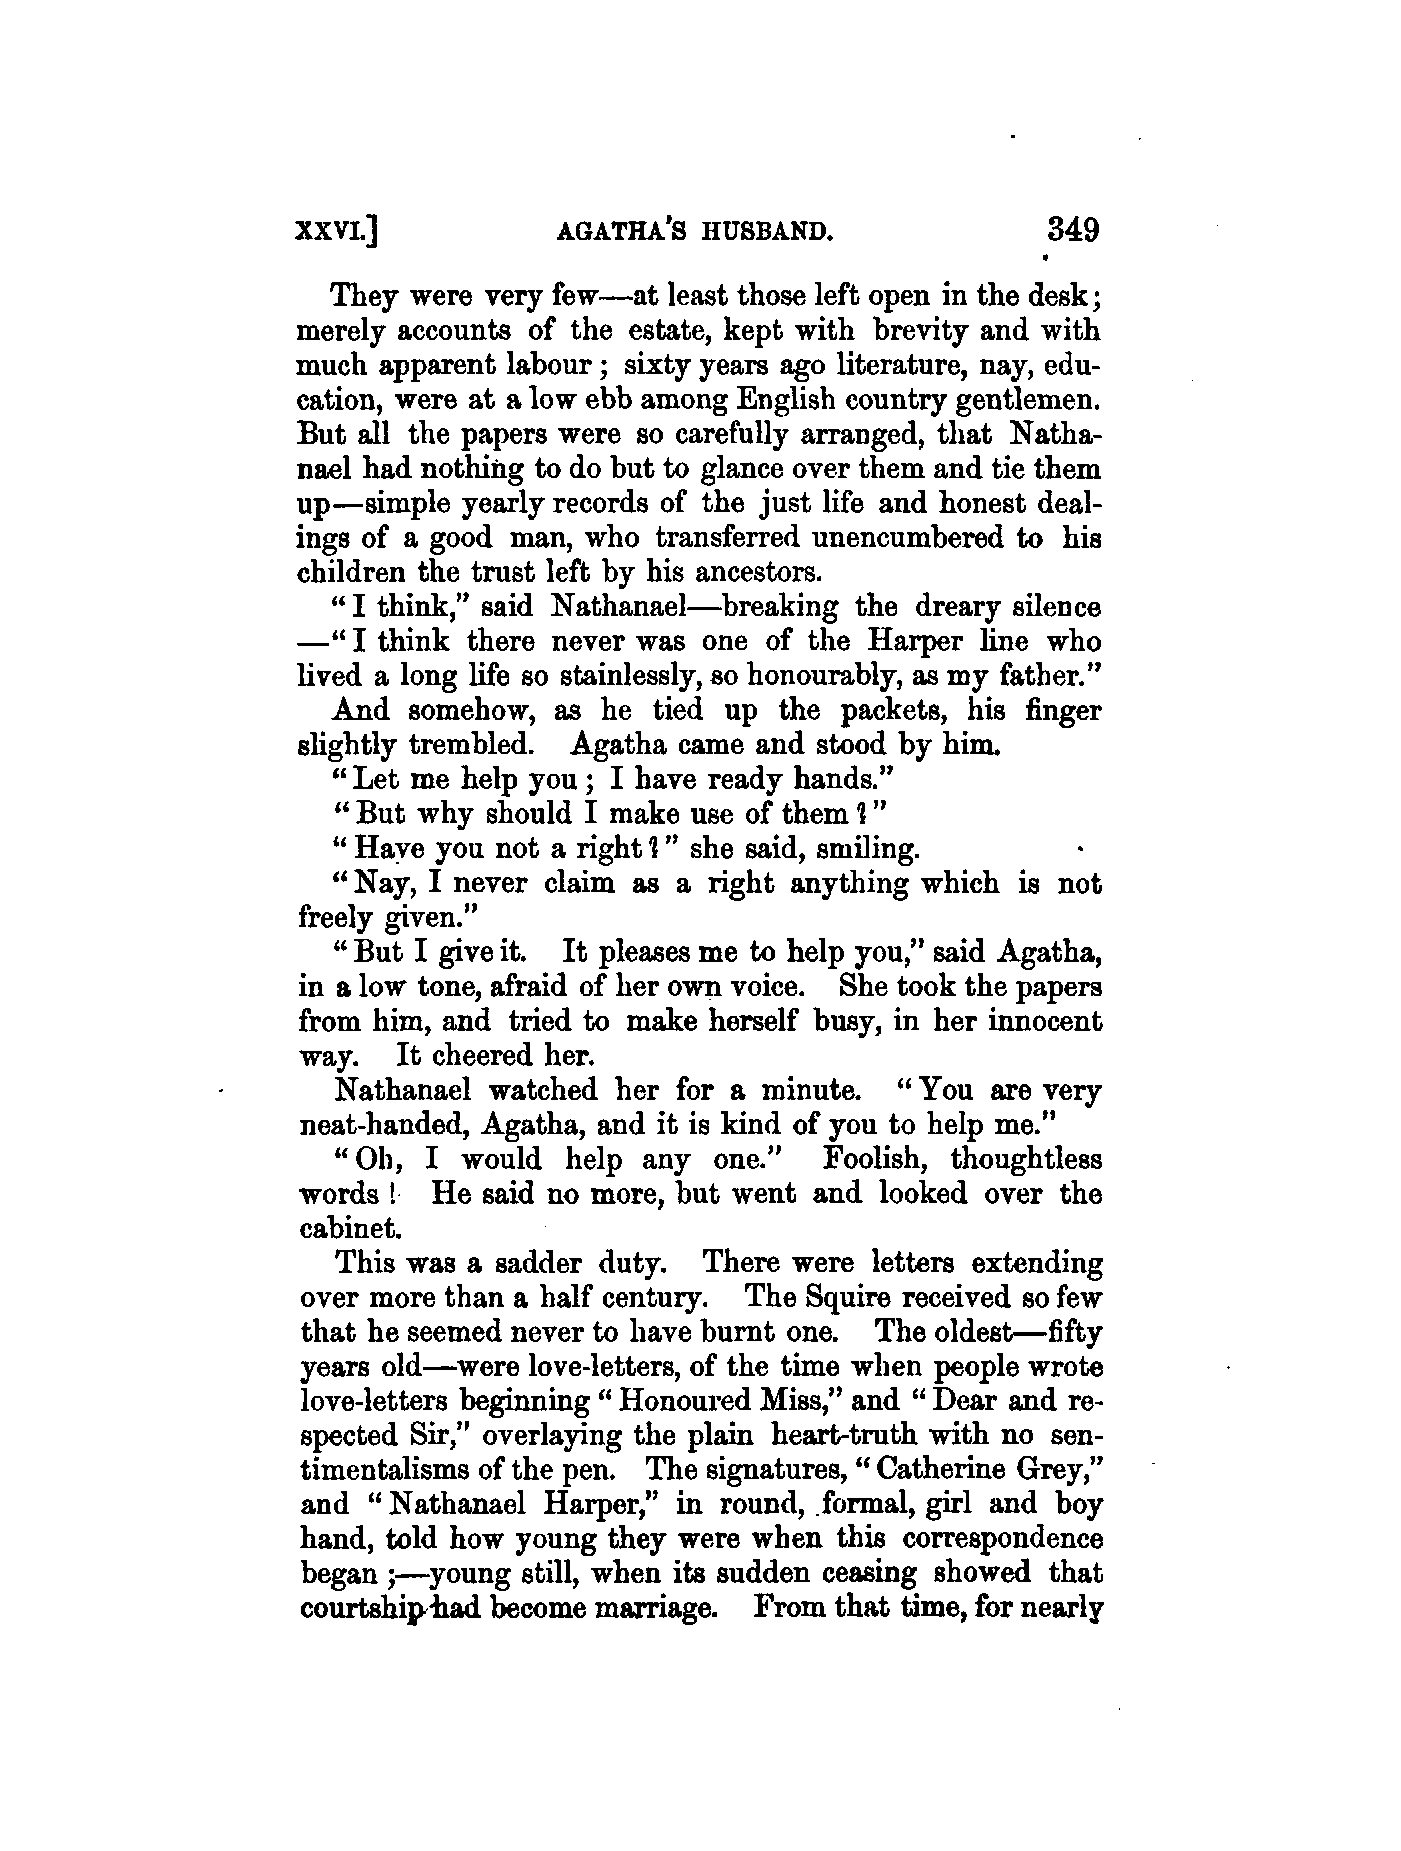 XXVI.] AGATHA'S HUSBAND. 349
They were very few—at least those left open in the desk;
merely accounts of the estate, kept with brevity and with
much apparent labour; sixty years ago literature, nay, edu-
cation, were at a low ebb among English country gentlemen.
But all the papers were so carefully arranged, that Natha-
nael had nothing to do but to glance over them and tie them
up—simple yearly records of the just life and honest deal-
ings of a good man, who transferred unencumbered to his
children the trust left by his ancestors.
"I think," said Nathanael—breaking the dreary silence
—"I think there never was one of the Harper line who
lived a long life so stainlessly, so honourably, as my father."
And somehow, as he tied up the packets, his finger
slightly trembled. Agatha came and stood by him.
"Let me help you; I have ready hands."
"But why should I make use of them?"
"Have you not a right?" she said, smiling.
"Nay, I never claim as a right anything which is not
freely given."
"But I give it. It pleases me to help you," said Agatha,
in a low tone, afraid of her own voice. She took the papers
from him, and tried to make herself busy, in her innocent
way. It cheered her.
Nathanael watched her for a minute. "You are very
neat-handed, Agatha, and it is kind of you to help me."
"Oh, I would help any one." Foolish, thoughtless
words! He said no more, but went and looked over the
cabinet.
This was a sadder duty. There were letters extending
over more than a half century. The Squire received so few
that he seemed never to have burnt one. The oldest—fifty
years old—were love-letters, of the time when people wrote
love-letters beginning "Honoured Miss," and "Dear and re-
spected Sir," overlaying the plain heart-truth with no sen-
timentalisms of the pen. The signatures, "Catherine Grey,"
and "Nathanael Harper," in round, formal, girl and boy
hand, told how young they were when this correspondence
began;—young still, when its sudden ceasing showed that
courtship had become marriage. From that time, for nearly